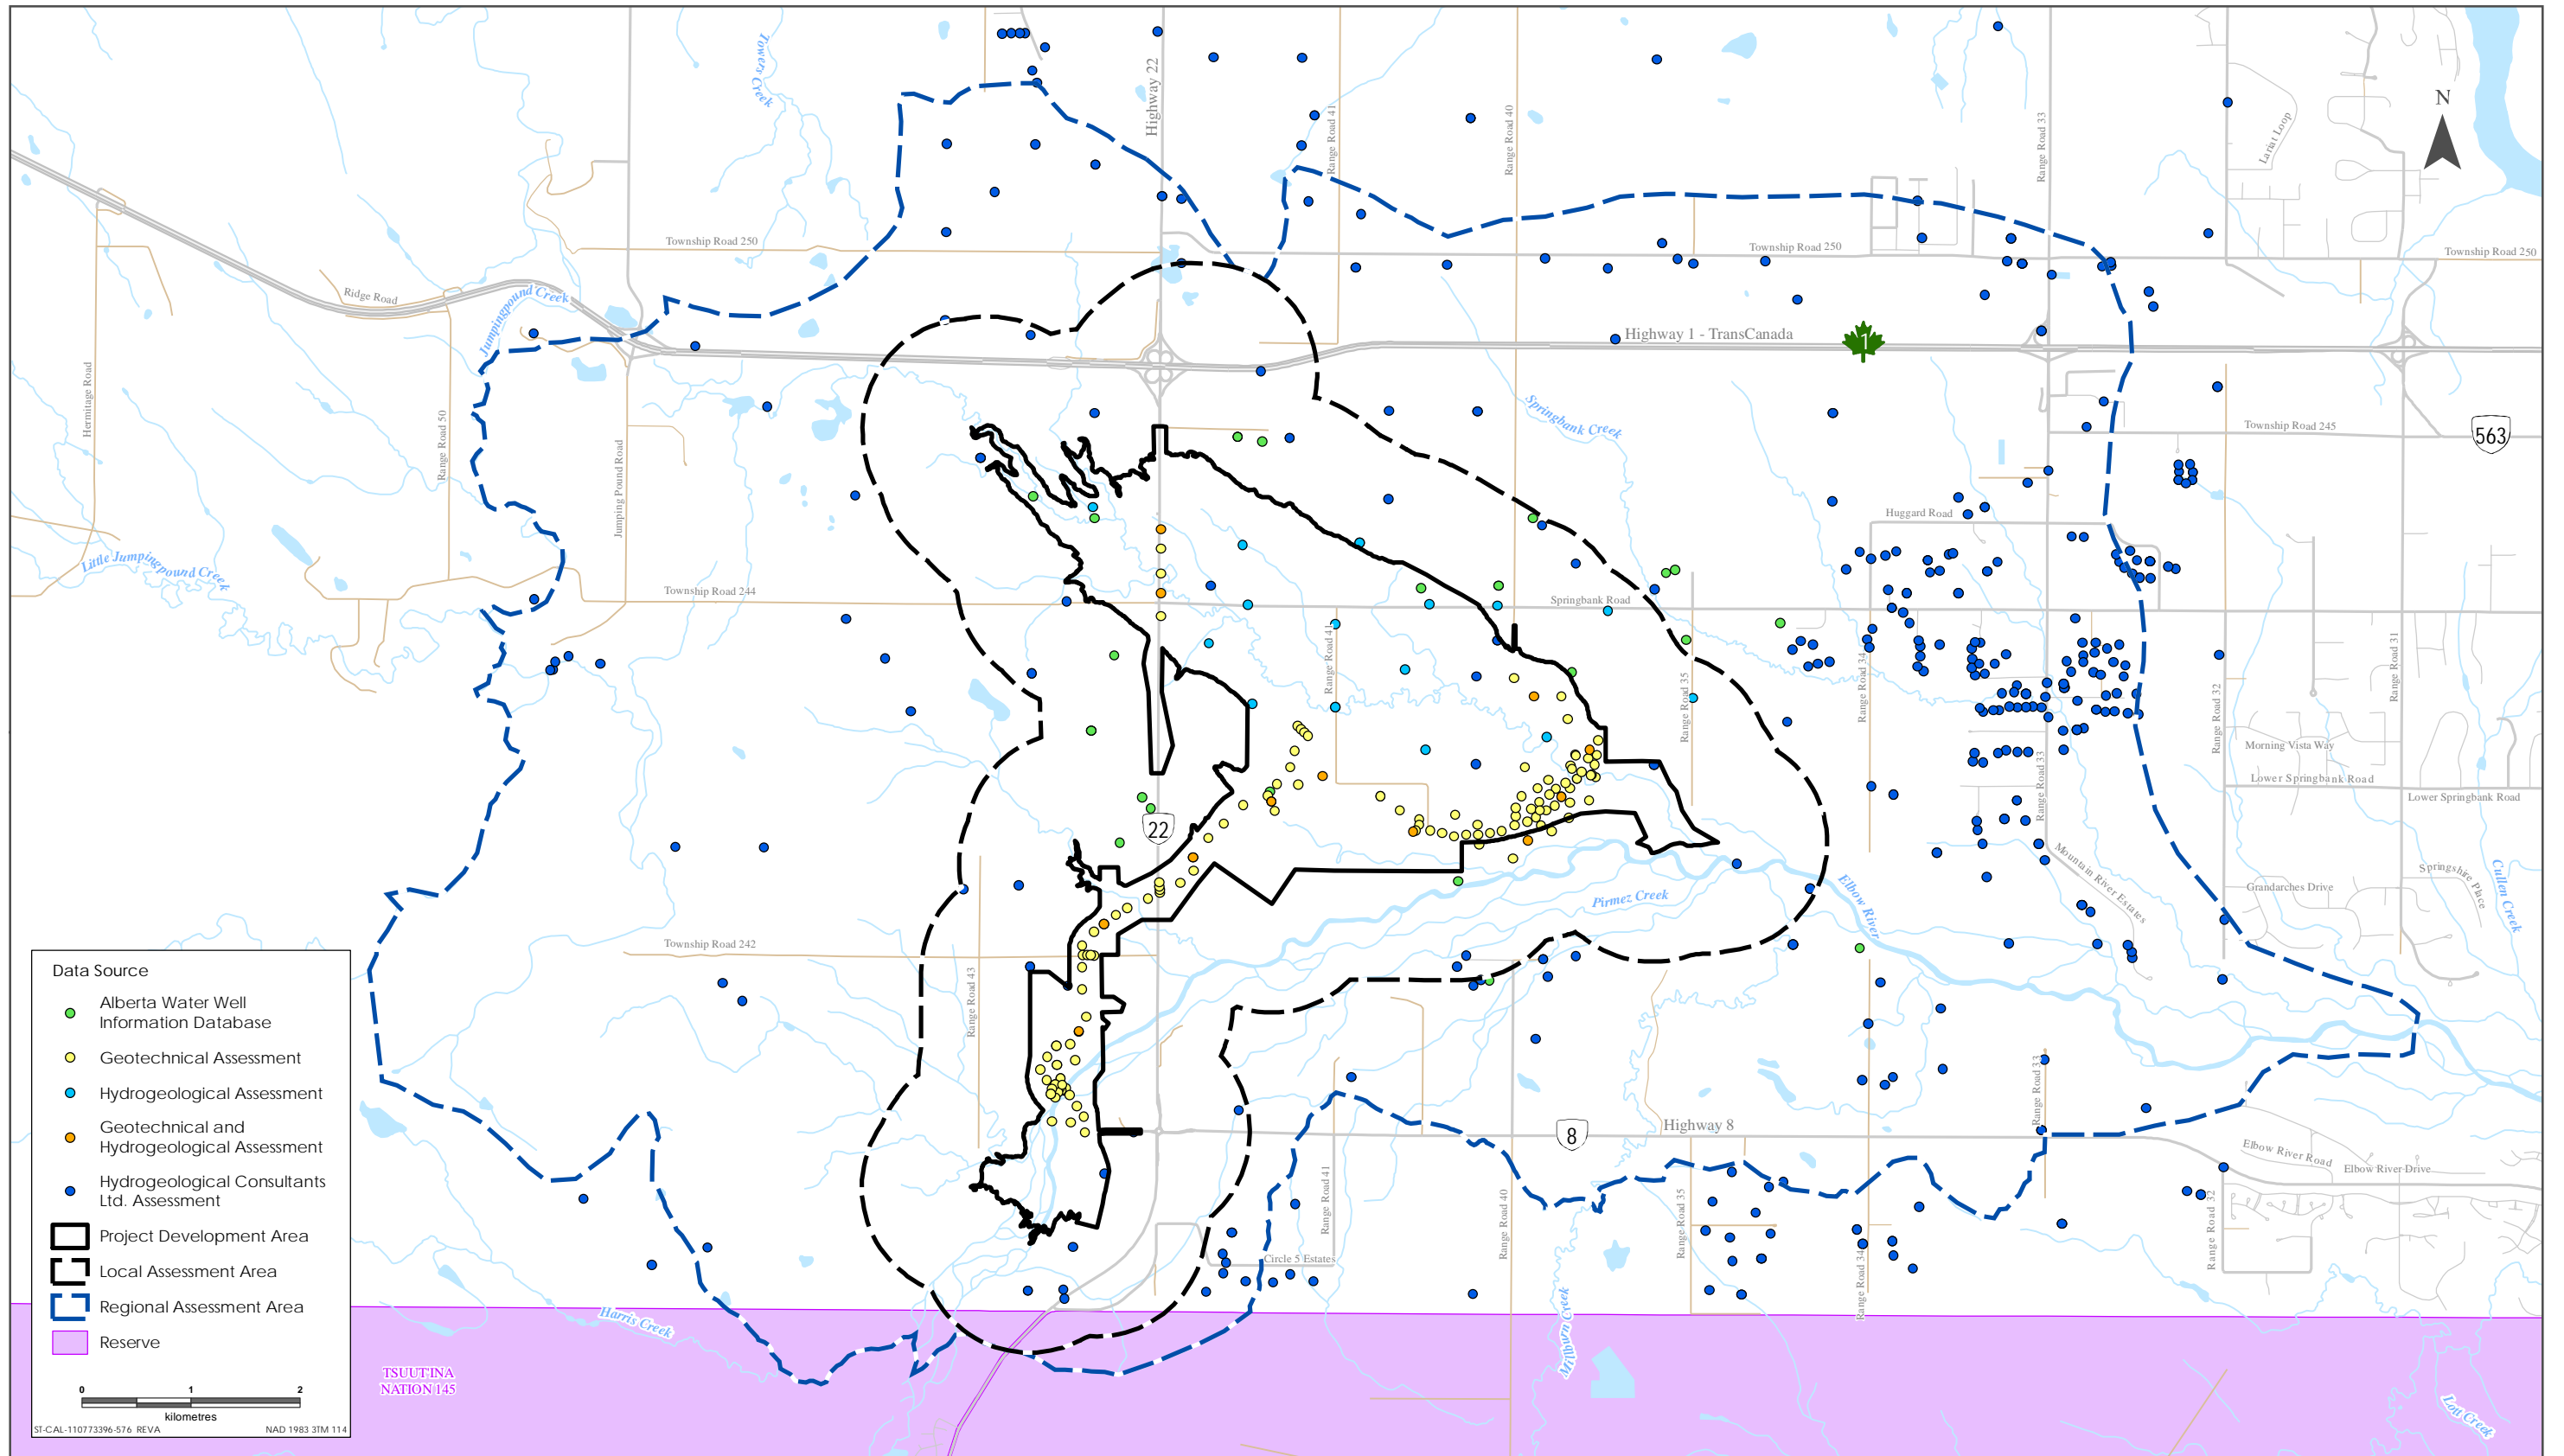 Towers Creek
Highway 22
Range Road 41
Range Road 40
Range Road 33
Lariat Loop
N
Township Road 250
Township Road 250
Township Road 250
Ridge Road
Jumpingpound Creek
Highway 1 - TransCanada
1
Hermitage Road
Range Road 50
Jumping Pound Road
Springbank Creek
Township Road 245
563
Huggard Road
Little Jumpingpound Creek
Township Road 244
Springbank Road
Range Road 41
Range Road 35
Range Road 34
Range Road 32
Range Road 31
Morning Vista Way
Lower Springbank Road
Lower Springbank Road
Range Road 33
22
Mountain River Estates
Elbow River
Pirmez Creek
Grandarches Drive
Springshire Place
Cullen Creek
Township Road 242
Range Road 43
Range Road 33
8
Highway 8
Elbow River Road
Elbow River Drive
Range Road 41
Range Road 40
Range Road 35
Range Road 34
Range Road 32
Circle 5 Estates
Harris Creek
Millburn Creek
Lott Creek
TSUUT'INA
NATION 145
Data Source
Alberta Water Well
Information Database
Geotechnical Assessment
Hydrogeological Assessment
Geotechnical and
Hydrogeological Assessment
Hydrogeological Consultants
Ltd. Assessment
Project Development Area
Local Assessment Area
Regional Assessment Area
Reserve
0 1 2
kilometres
ST-CAL-110773396-576 REVA NAD 1983 3TM 114